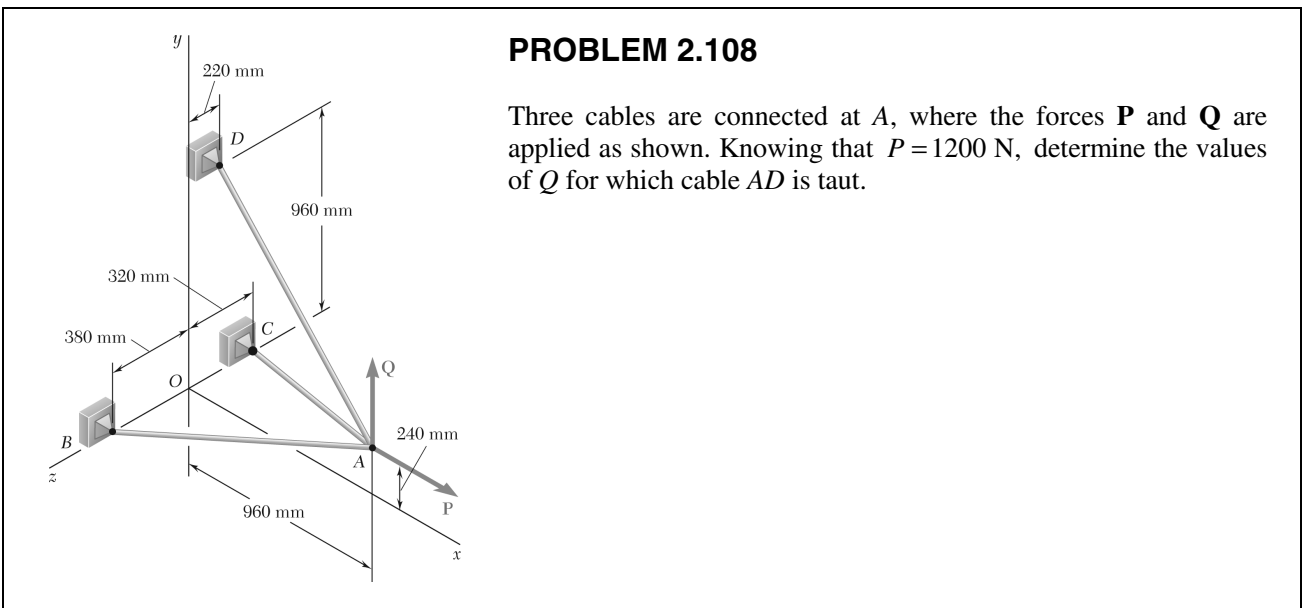 PROBLEM 2.108
Three cables are connected at A, where the forces P and Q are
applied as shown. Knowing that P = 1200 N, determine the values
of Q for which cable AD is taut.
y
220 mm
D
960 mm
320 mm
C
380 mm
O
Q
B
A
240 mm
z
960 mm
P
x